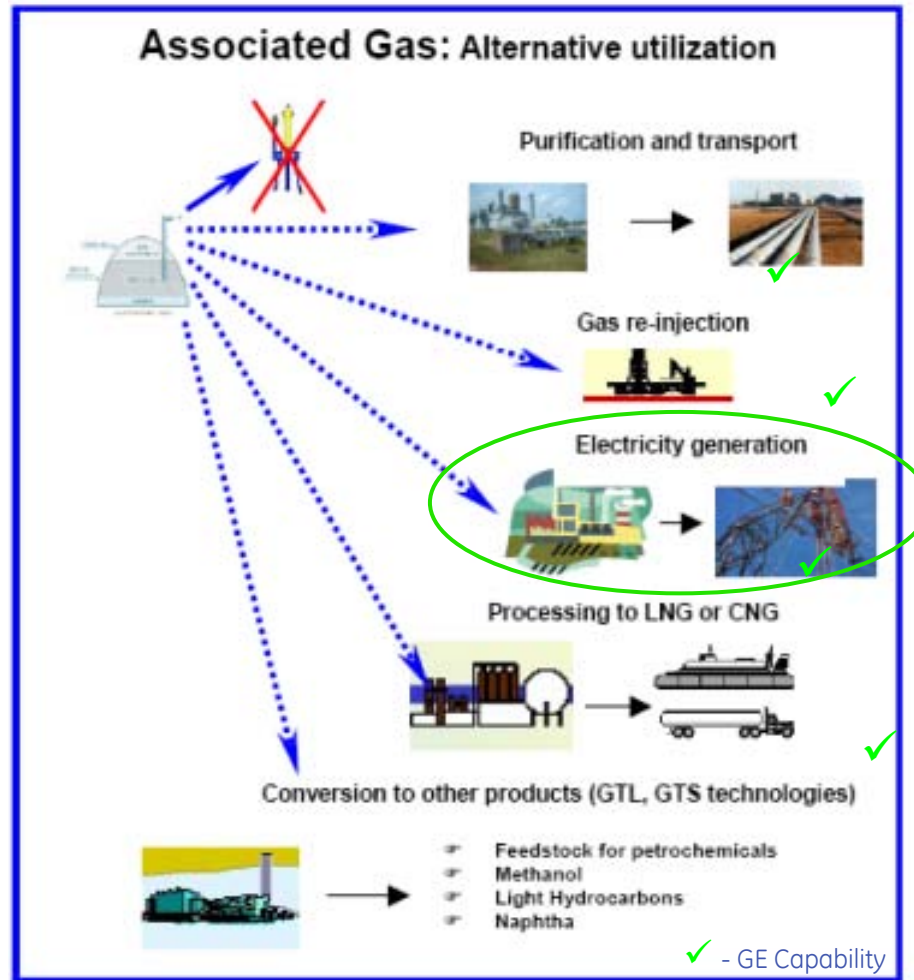 Associated Gas: Alternative utilization
Purification and transport
Gas re-injection
Electricity generation
Processing to LNG or CNG
Conversion to other products (GTL, GTS technologies)
Feedstock for petrochemicals
Methanol
Light Hydrocarbons
Naphtha
- GE Capability